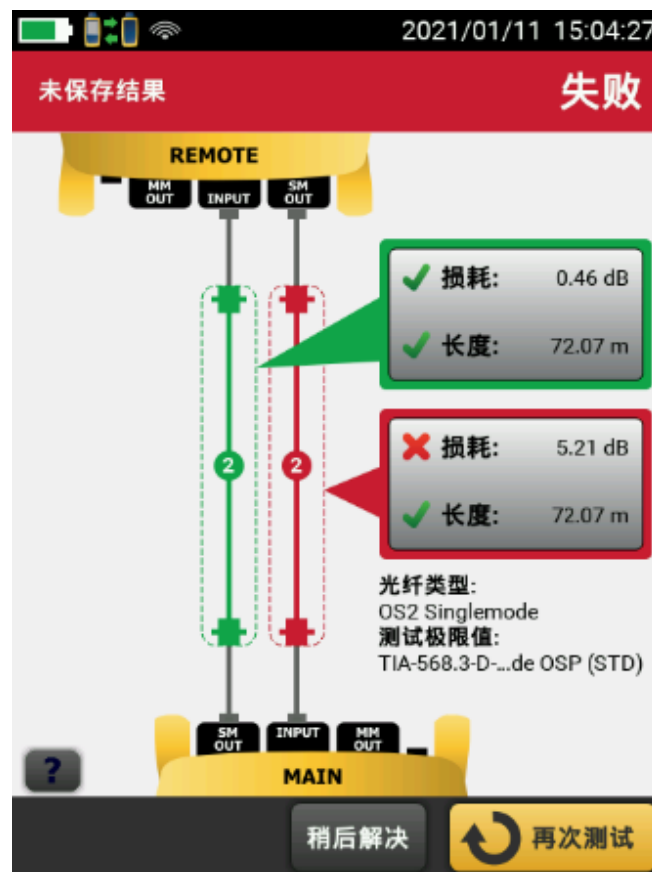 2021/01/11 15:04:27
未保存结果
失败
REMOTE
MM OUT
INPUT
SM OUT
损耗: 0.46 dB
长度: 72.07 m
2
2
损耗: 5.21 dB
长度: 72.07 m
光纤类型:
OS2 Singlemode
测试极限值:
TIA-568.3-D-...de OSP (STD)
SM OUT
INPUT
MM OUT
MAIN
?
稍后解决
再次测试